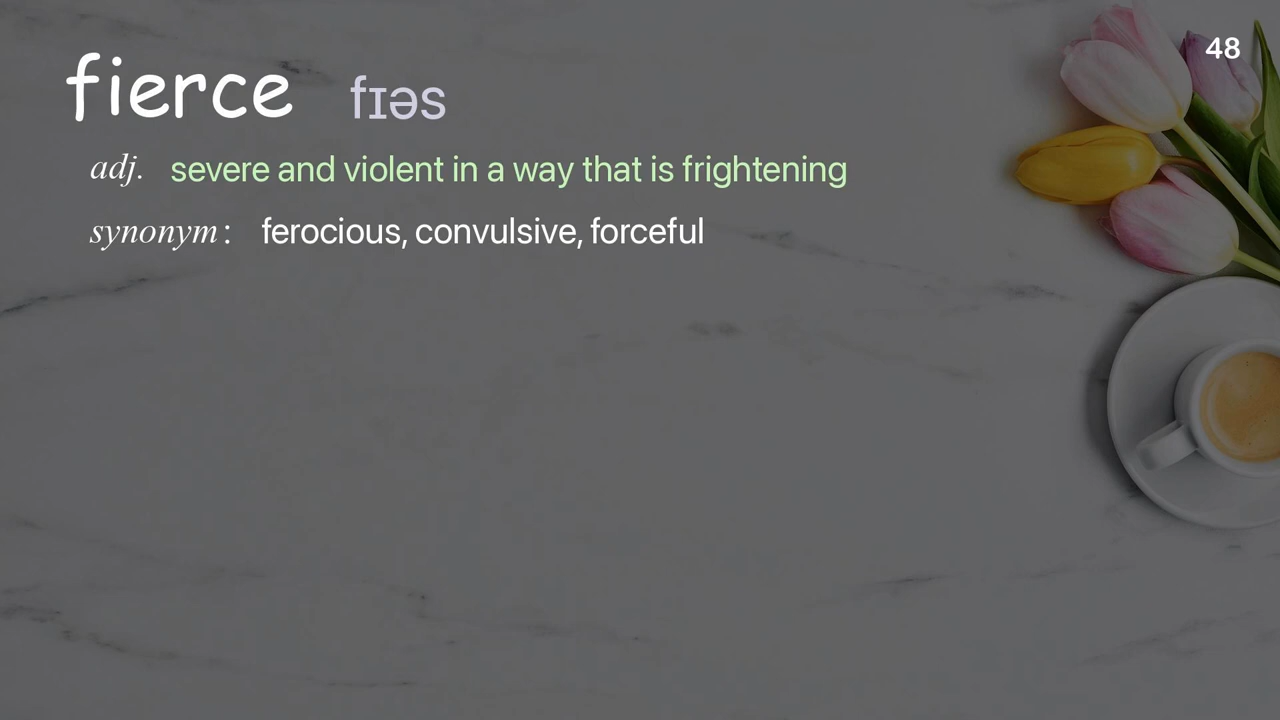 48
fierce fɪəs
adj. severe and violent in a way that is frightening
synonym: ferocious, convulsive, forceful